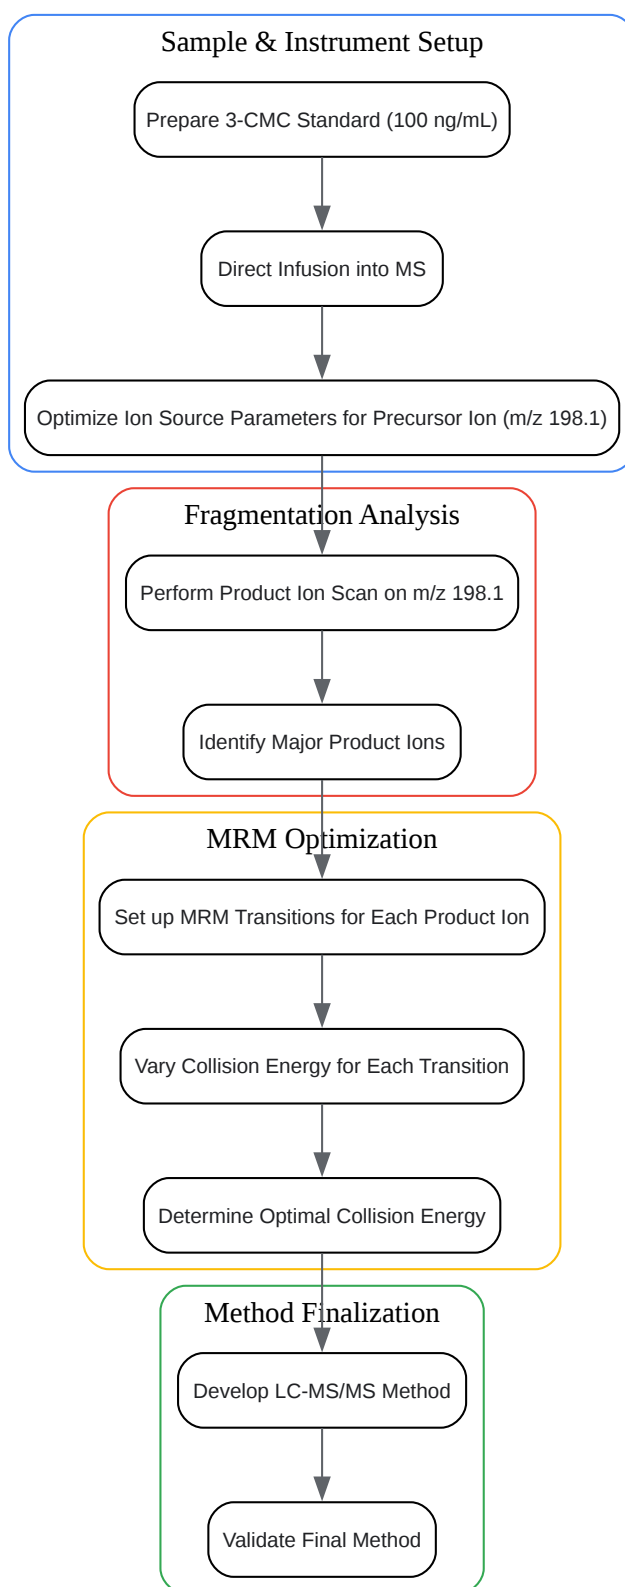 Sample & Instrument Setup
Prepare 3-CMC Standard (100 ng/mL)
Direct Infusion into MS
Optimize Ion Source Parameters for Precursor Ion (m/z 198.1)
Fragmentation Analysis
Perform Product Ion Scan on m/z 198.1
Identify Major Product Ions
MRM Optimization
Set up MRM Transitions for Each Product Ion
Vary Collision Energy for Each Transition
Determine Optimal Collision Energy
Method Finalization
Develop LC-MS/MS Method
Validate Final Method